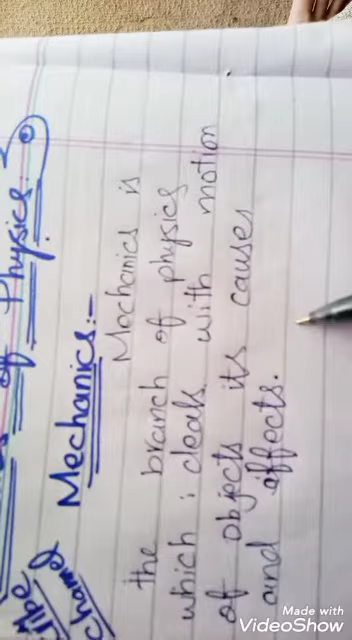 of Physics:
Mechanics:-
Mechanics is
the branch of physics
which : deals with motion
of objects its causes
and effects.
Made with
VideoShow